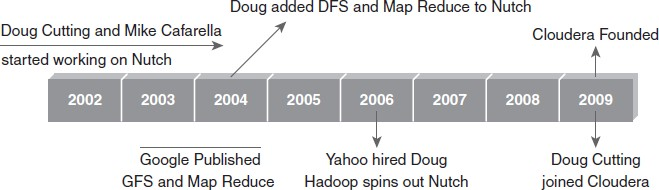 Doug added DFS and Map Reduce to Nutch
Doug Cutting and Mike Cafarella
started working on Nutch
Cloudera Founded
2002 2003 2004 2005 2006 2007 2008 2009
Google Published
GFS and Map Reduce
Yahoo hired Doug
Hadoop spins out Nutch
Doug Cutting
joined Cloudera